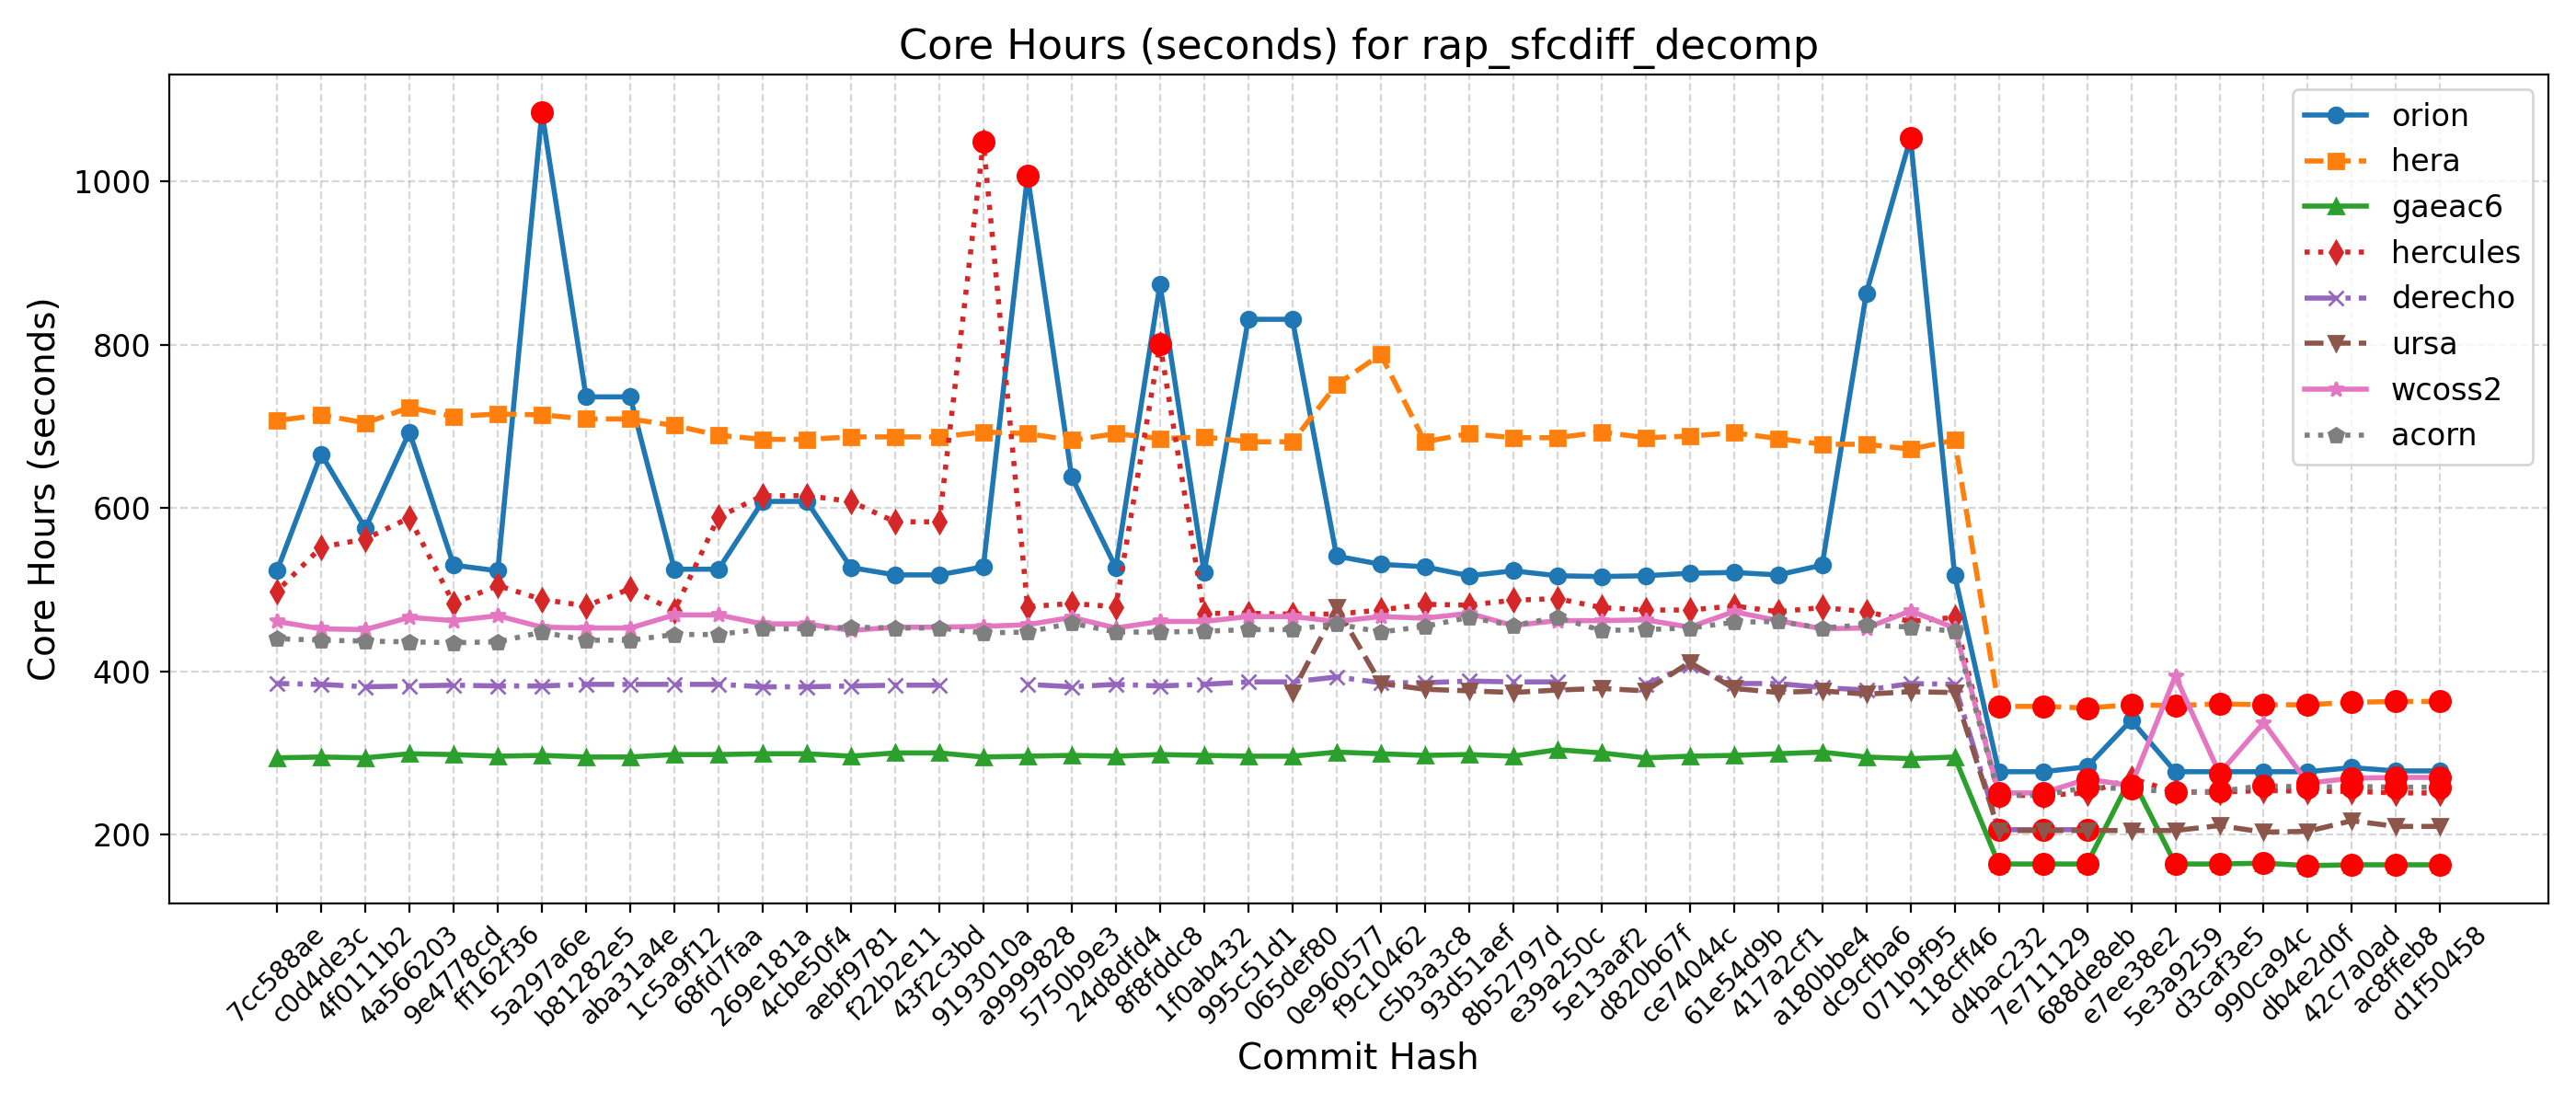 Core Hours (seconds) for rap_sfcdiff_decomp
Core Hours (seconds)
1000
800
600
400
200
orion
hera
gaeac6
hercules
derecho
ursa
wcoss2
acorn
7cc588ae
c0d4de3c
4f0111b2
4a566203
9e4778cd
ff162f36
5a297a6e
b81282e5
aba31a4e
1c5a9f12
68fd7faa
269e181a
4cbe50f4
aebf9781
f22b2e11
43f2c3bd
9193010a
a9999828
5750b9e3
24d8dfd4
8f8fddc8
1f0ab432
995c51d1
065def80
0e960577
f9c10462
c5b3a3c8
93d51aef
8b52797d
e39a250c
5e13aaf2
d820b67f
ce74044c
61e54d9b
417a2cf1
a180bbe4
dc9cfba6
071b9f95
118cff46
d4bac232
7e711129
688de8eb
e7ee38e2
5e3a9259
d3caf3e5
990ca94c
db4e2d0f
42c7a0ad
ac8ffeb8
d1f50458
Commit Hash